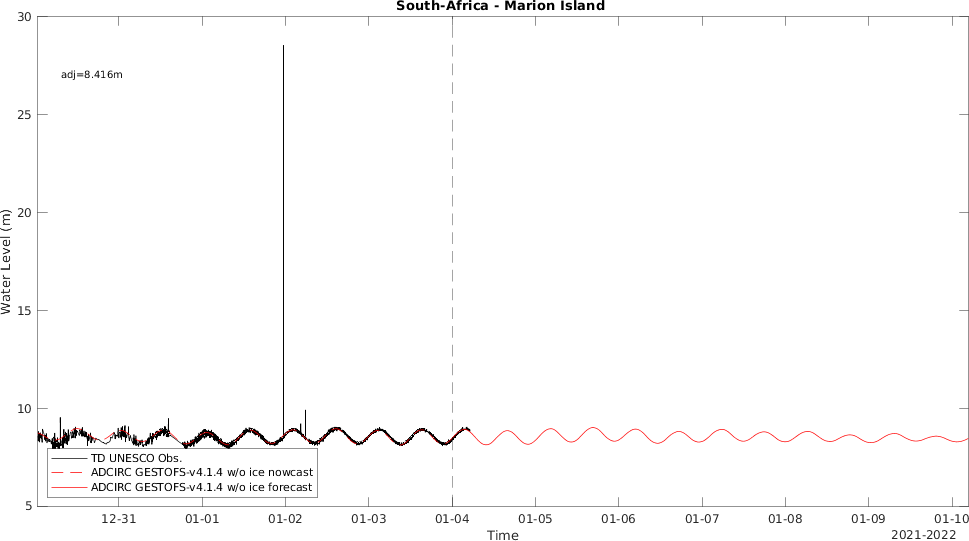 South-Africa - Marion Island
30
25
20
15
10
5
Water Level (m)
adj=8.416m
TD UNESCO Obs.
ADCIRC GESTOFS-v4.1.4 w/o ice nowcast
ADCIRC GESTOFS-v4.1.4 w/o ice forecast
12-31 01-01 01-02 01-03 01-04 01-05 01-06 01-07 01-08 01-09 01-10
Time
2021-2022